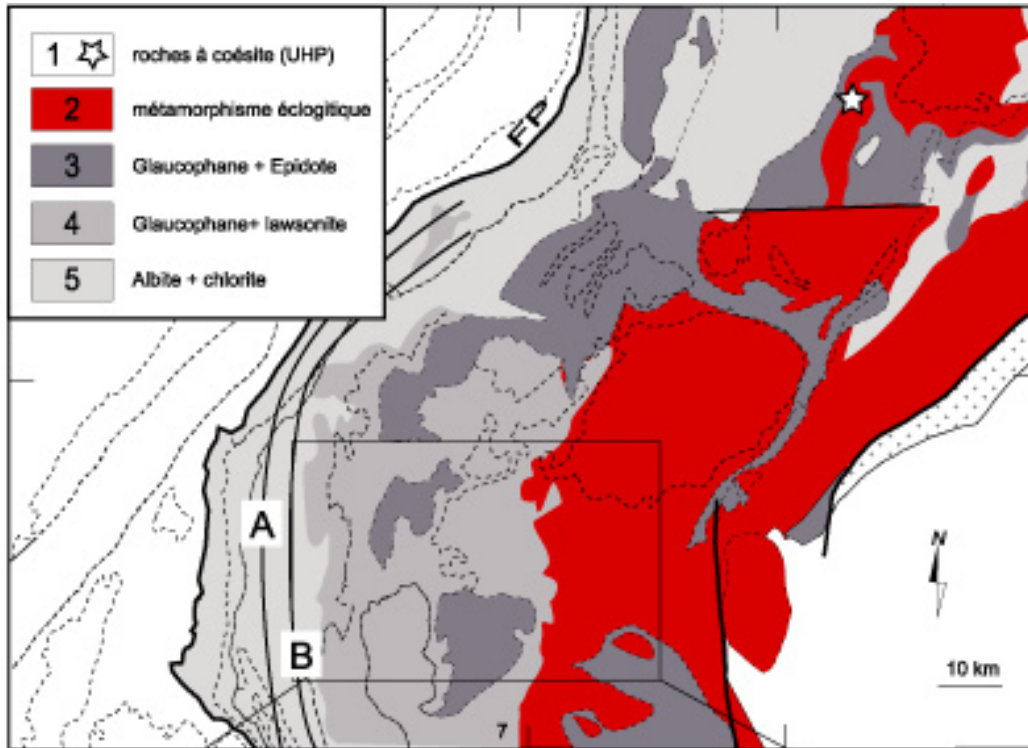 1 roches à coésite (UHP)
2 métamorphisme éclogitique
3 Glaucophane + Epidote
4 Glaucophane+ lawsonite
5 Albite + chlorite
FP
A
B
N
10 km
7